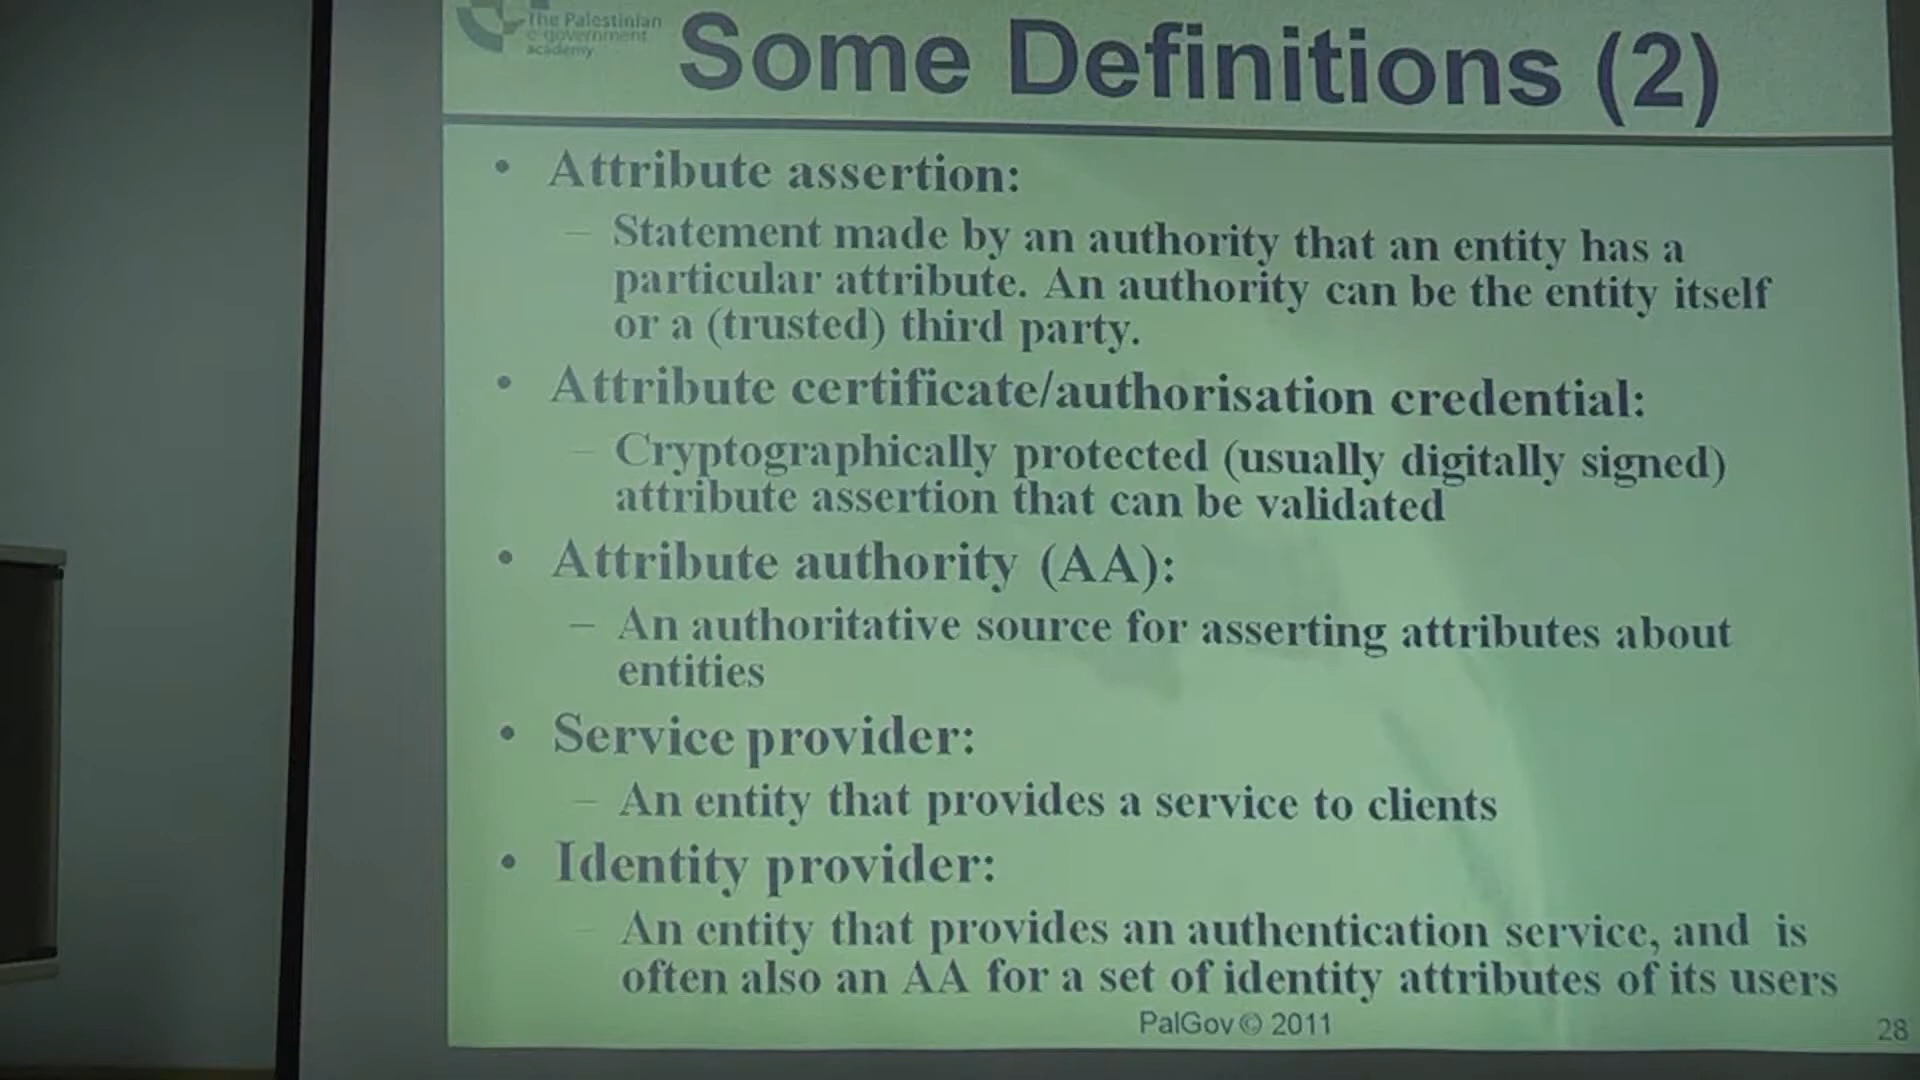 The Palestinian
e-government
academy
Some Definitions (2)
• Attribute assertion:
– Statement made by an authority that an entity has a
particular attribute. An authority can be the entity itself
or a (trusted) third party.
• Attribute certificate/authorisation credential:
– Cryptographically protected (usually digitally signed)
attribute assertion that can be validated
• Attribute authority (AA):
– An authoritative source for asserting attributes about
entities
• Service provider:
– An entity that provides a service to clients
• Identity provider:
– An entity that provides an authentication service, and is
often also an AA for a set of identity attributes of its users
PalGov © 2011
28